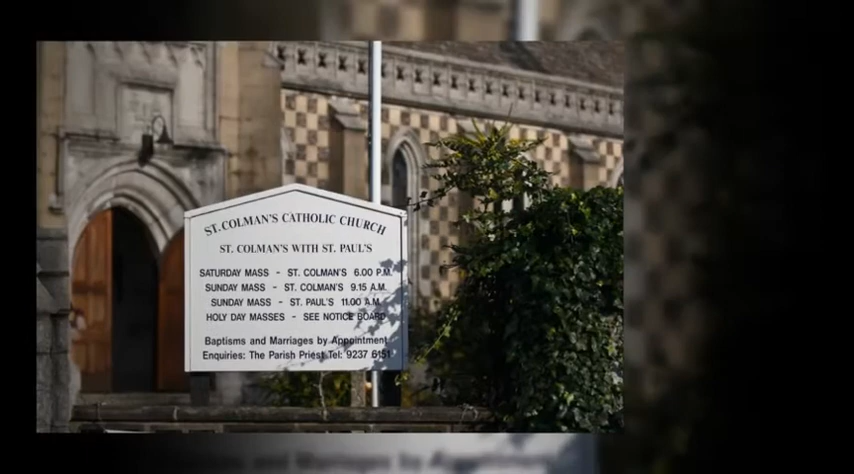 ST. COLMAN'S CATHOLIC CHURCH
ST. COLMAN'S WITH ST. PAUL'S
SATURDAY MASS - ST. COLMAN'S 6.00 P.M.
SUNDAY MASS - ST. COLMAN'S 9.15 A.M.
SUNDAY MASS - ST. PAUL'S 11.00 A.M.
HOLY DAY MASSES - SEE NOTICE BOARD
Baptisms and Marriages by Appointment
Enquiries: The Parish Priest Tel: 9237 6151